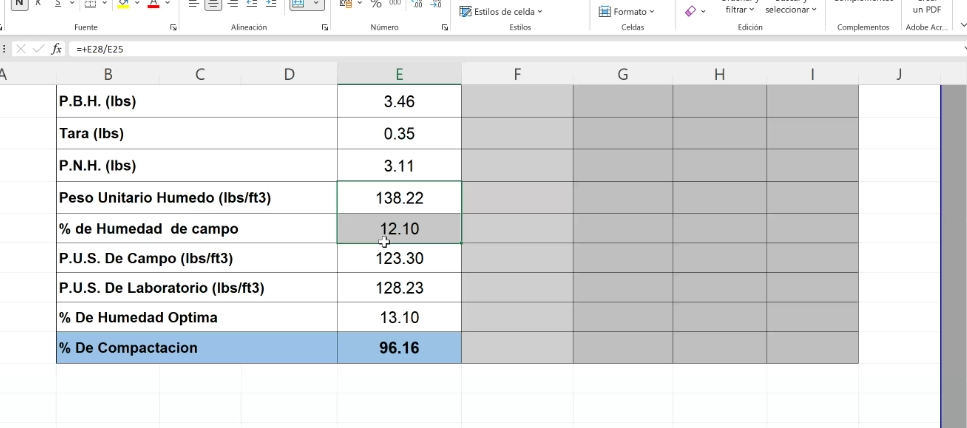 N K S A
% 000
Estilos de celda
Formato
filtrar seleccionar
un PDF
Fuente Alineación Número Estilos Celdas Edición Complementos Adobe Acr...
fx =+E28/E25
A B C D E F G H I J
P.B.H. (lbs) 3.46
Tara (lbs) 0.35
P.N.H. (lbs) 3.11
Peso Unitario Humedo (lbs/ft3) 138.22
% de Humedad de campo 12.10
P.U.S. De Campo (lbs/ft3) 123.30
P.U.S. De Laboratorio (lbs/ft3) 128.23
% De Humedad Optima 13.10
% De Compactacion 96.16